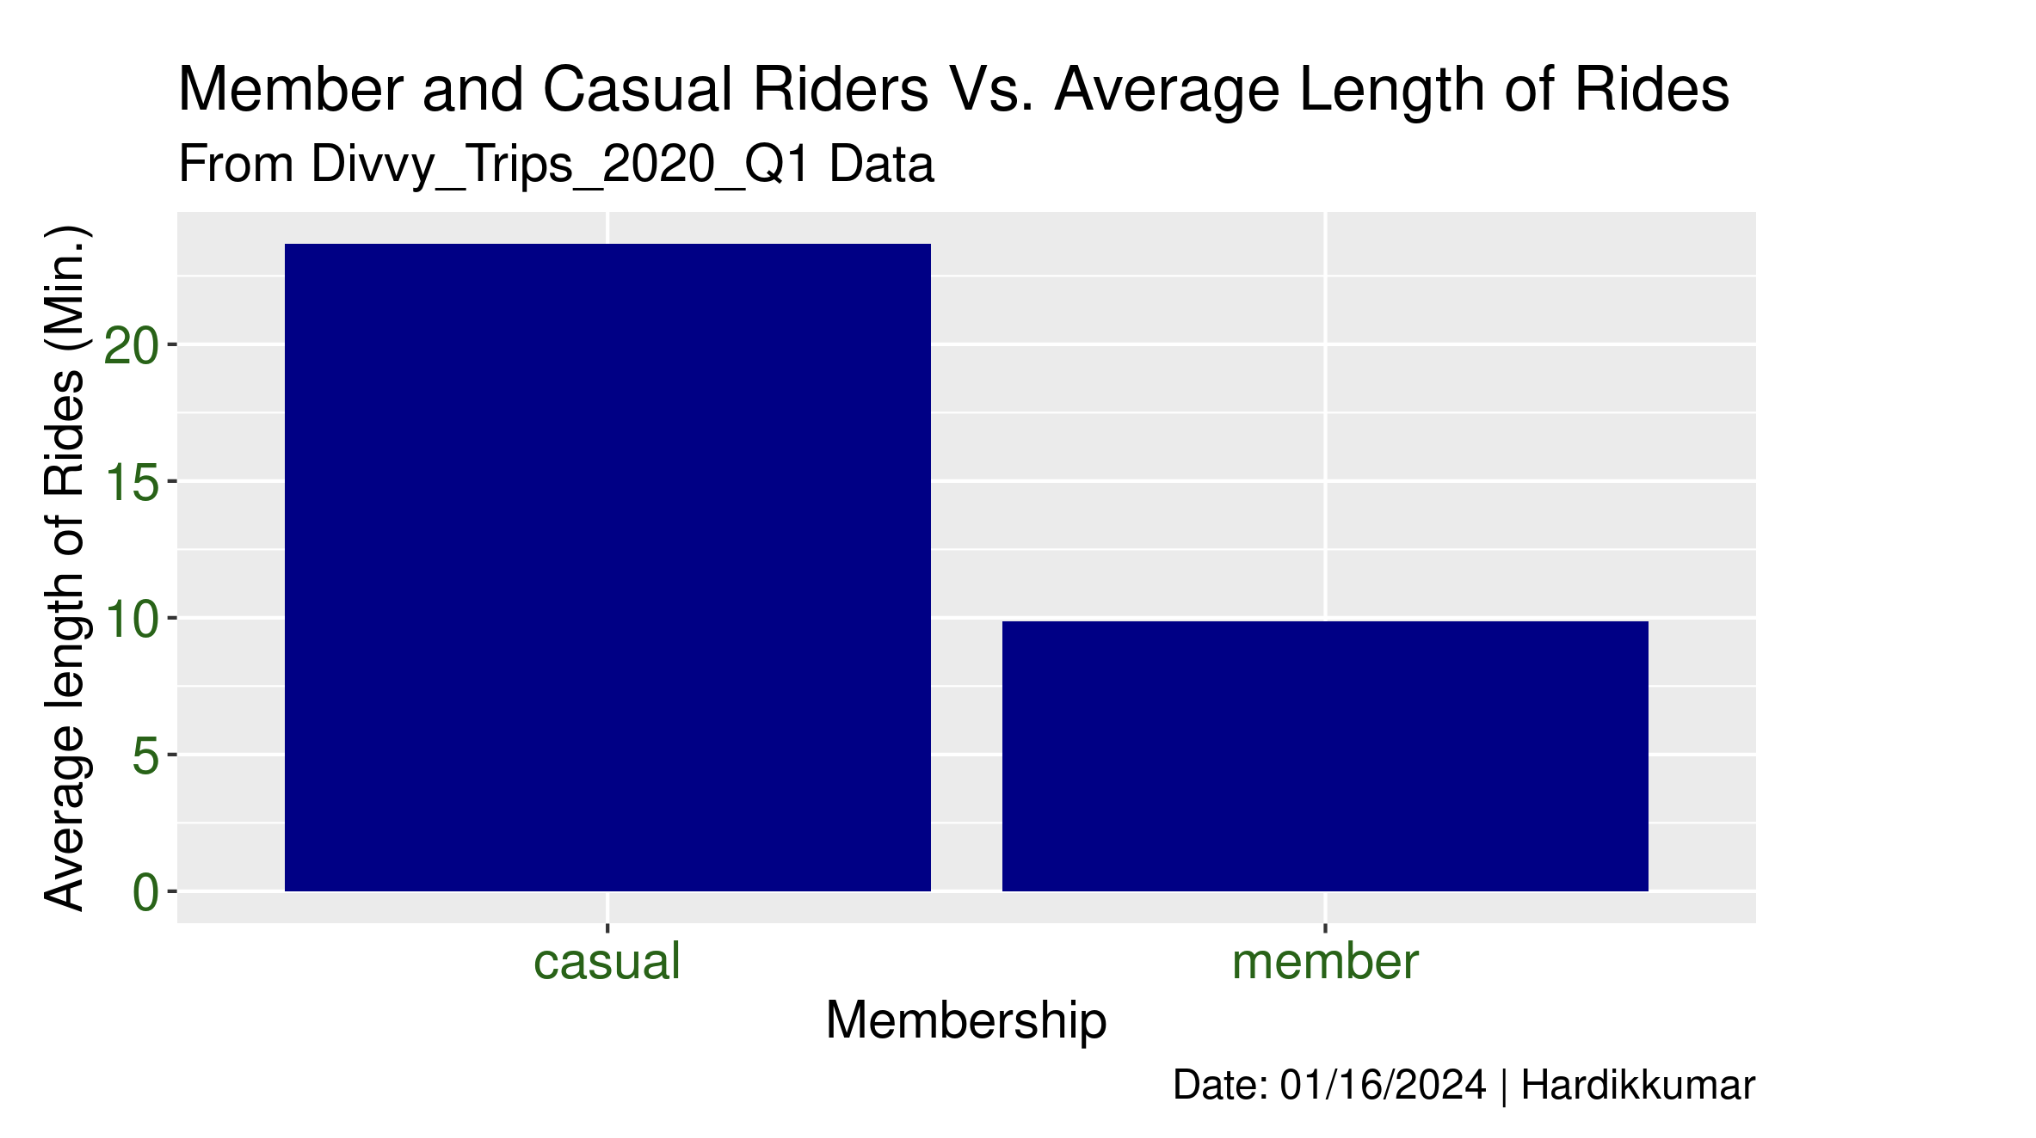 Member and Casual Riders Vs. Average Length of Rides
From Divvy_Trips_2020_Q1 Data
Average length of Rides (Min.)
20
15
10
5
0
casual
member
Membership
Date: 01/16/2024 | Hardikkumar